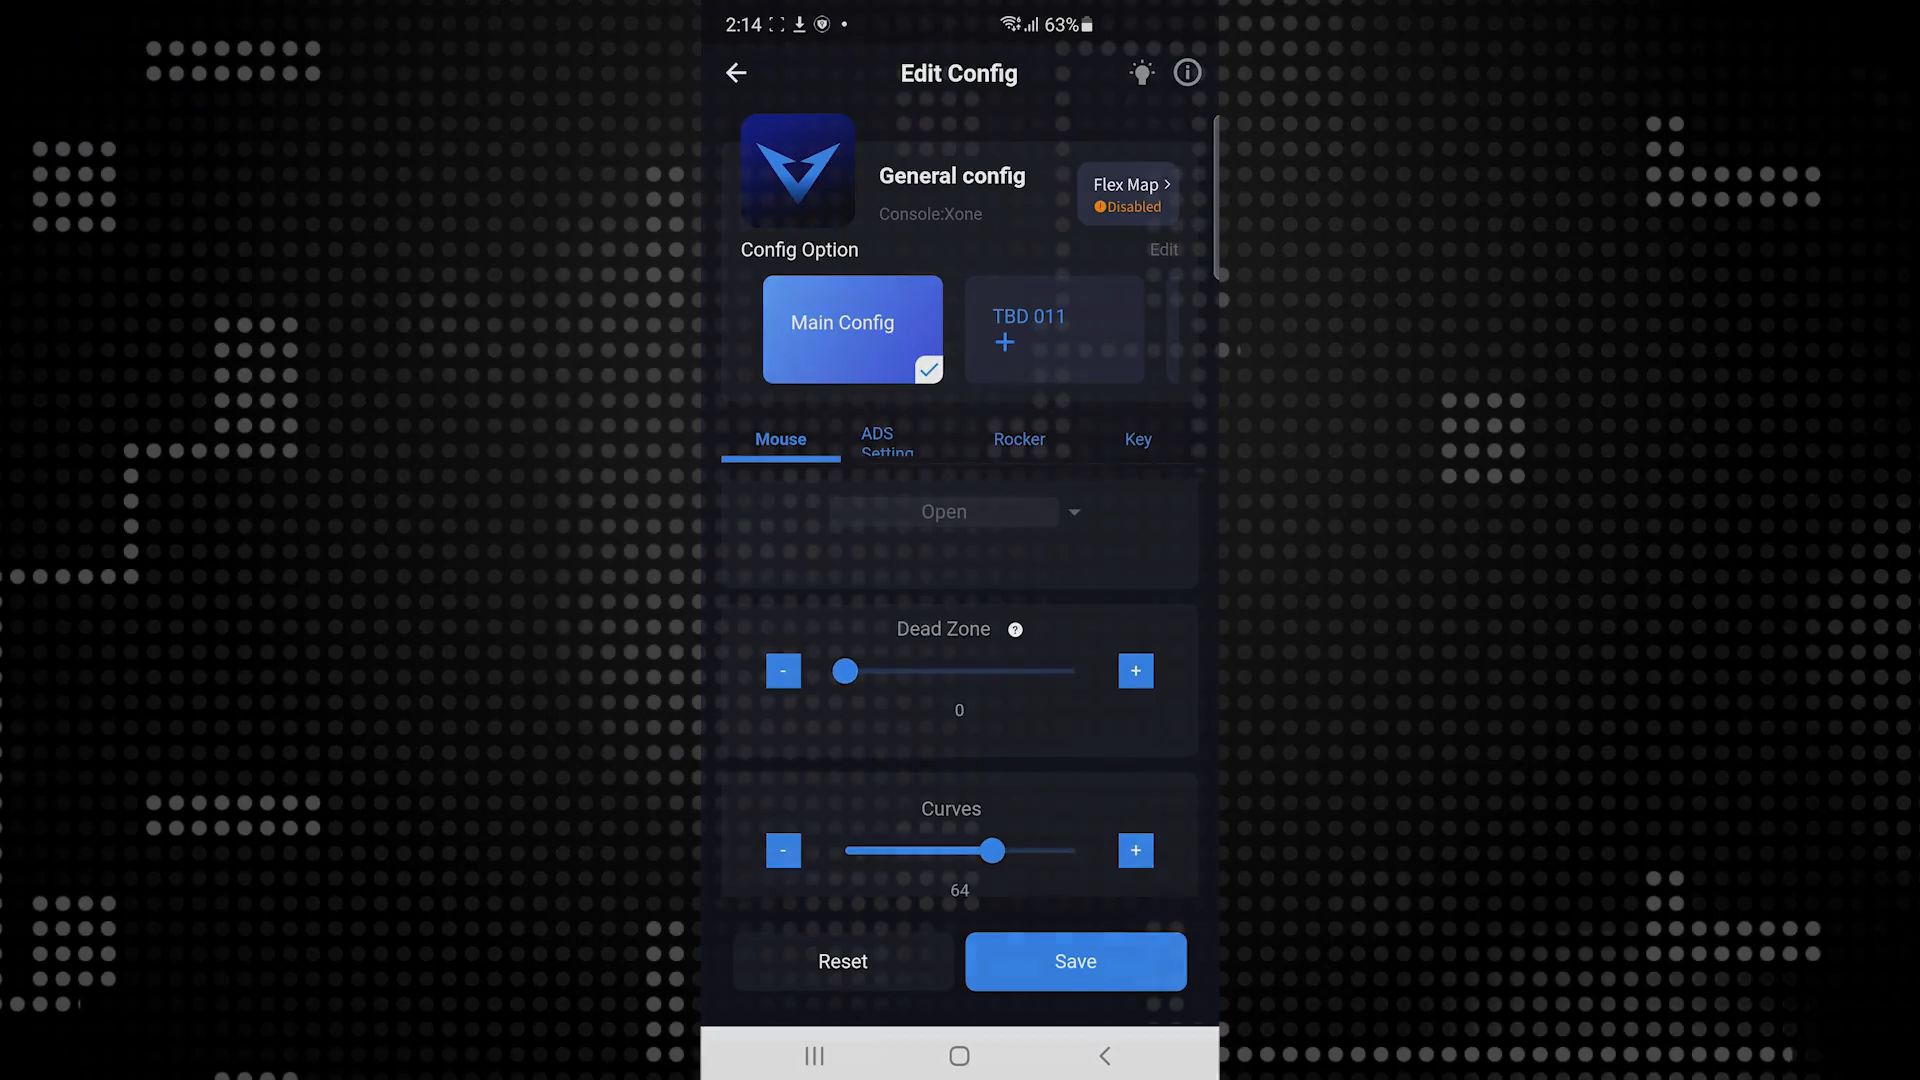 2:14
63%
Edit Config
General config
Console:Xone
Flex Map >
Disabled
Config Option
Edit
Main Config
TBD 011
+
Mouse
ADS
Setting
Rocker
Key
Open
Dead Zone ?
-
+
0
Curves
-
+
64
Reset
Save